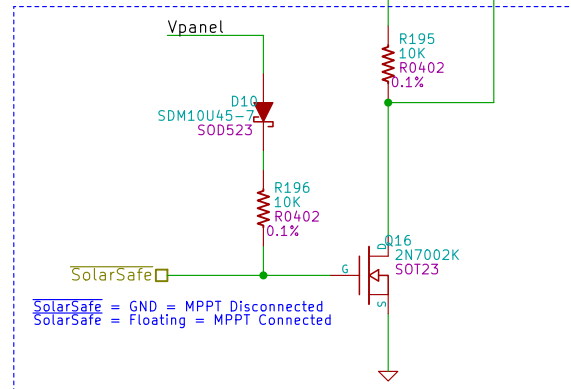 Vpanel
R195
10K
R0402
0.1%
D10
SDM10U45-7
SOD523
R196
10K
R0402
0.1%
Q16
2N7002K
SOT23
D
G
S
SolarSafe
SolarSafe = GND = MPPT Disconnected
SolarSafe = Floating = MPPT Connected